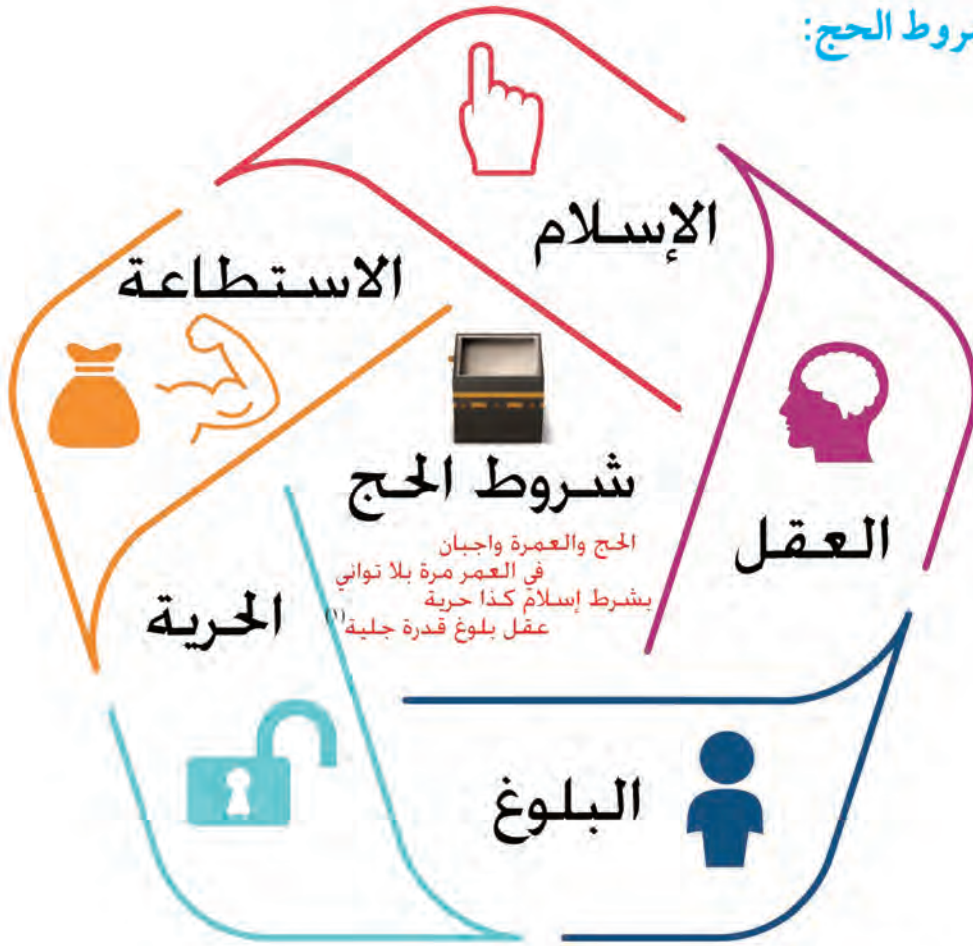 شروط الحج:
الإسلام
الاستطاعة
العقل
شروط الحج
الحج والعمرة واجبان
في العمر مرة بلا تواني
بشرط إسلام كذا حرية
عقل بلوغ قدرة جلية(١)
الحرية
البلوغ